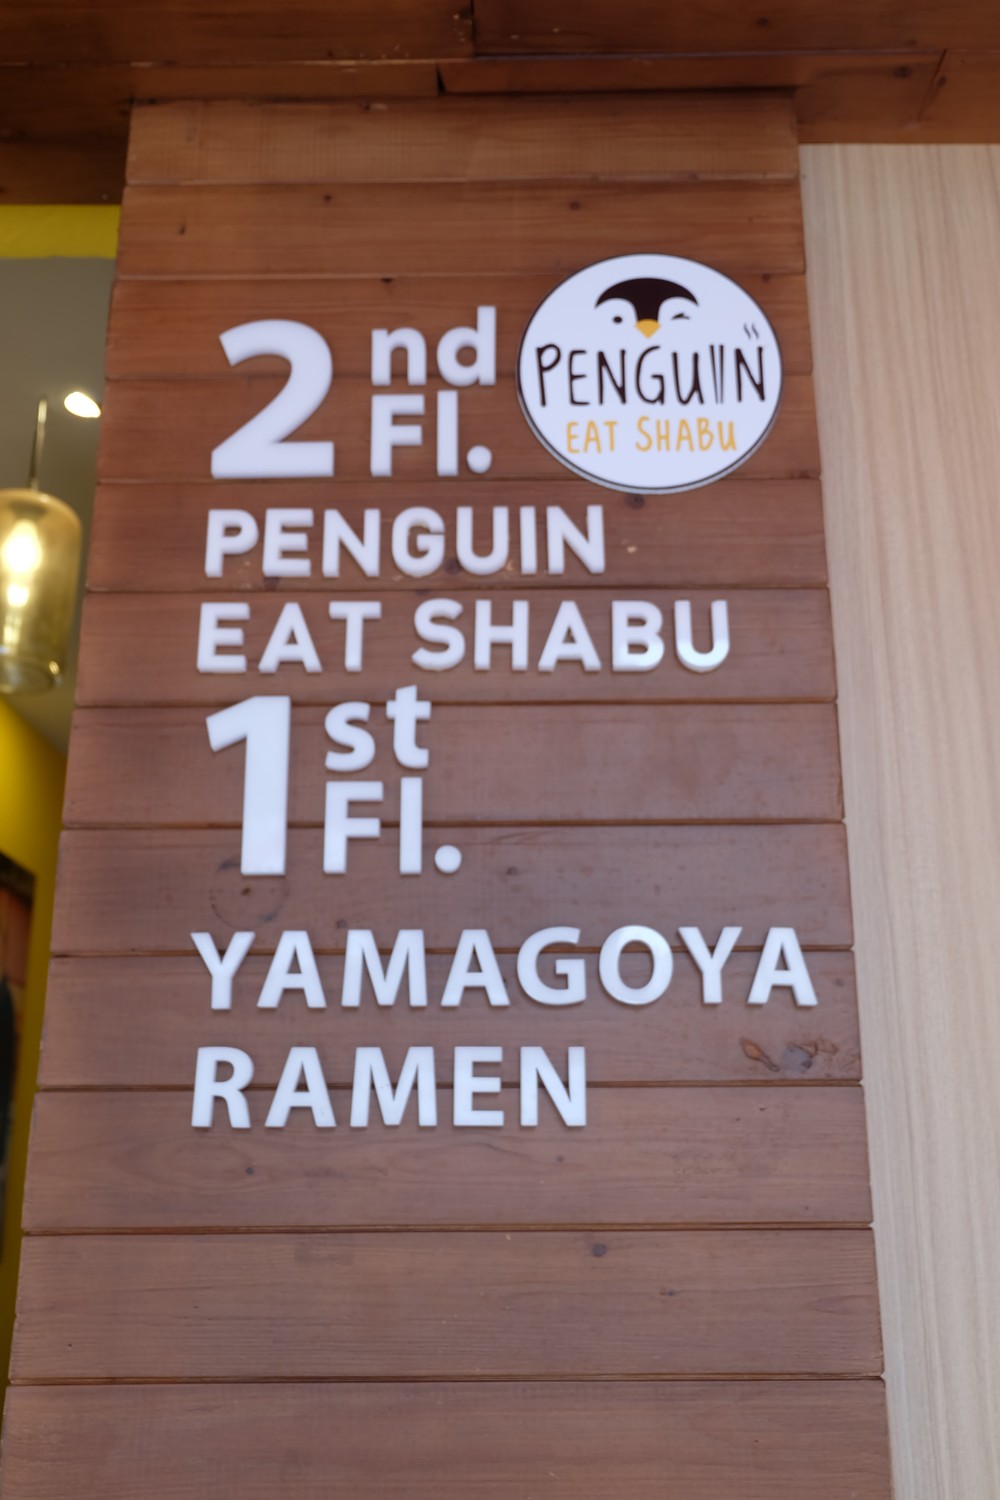 2nd Fl.
PENGUIN
EAT SHABU
PENGUIN
EAT SHABU
1st Fl.
YAMAGOYA
RAMEN